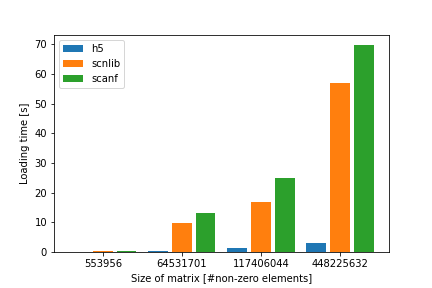 h5
scnlib
scanf
Loading time [s]
70
60
50
40
30
20
10
0
553956 64531701 117406044 448225632
Size of matrix [#non-zero elements]